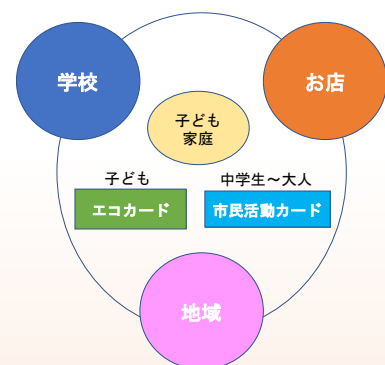 学校
お店
子ども
家庭
子ども
中学生～大人
エコカード
市民活動カード
地域